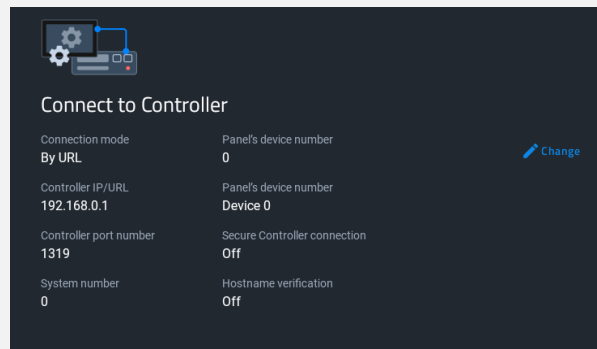 Connect to Controller
Connection mode
By URL
Panel's device number
0
Change
Controller IP/URL
192.168.0.1
Panel's device number
Device 0
Controller port number
1319
Secure Controller connection
Off
System number
0
Hostname verification
Off